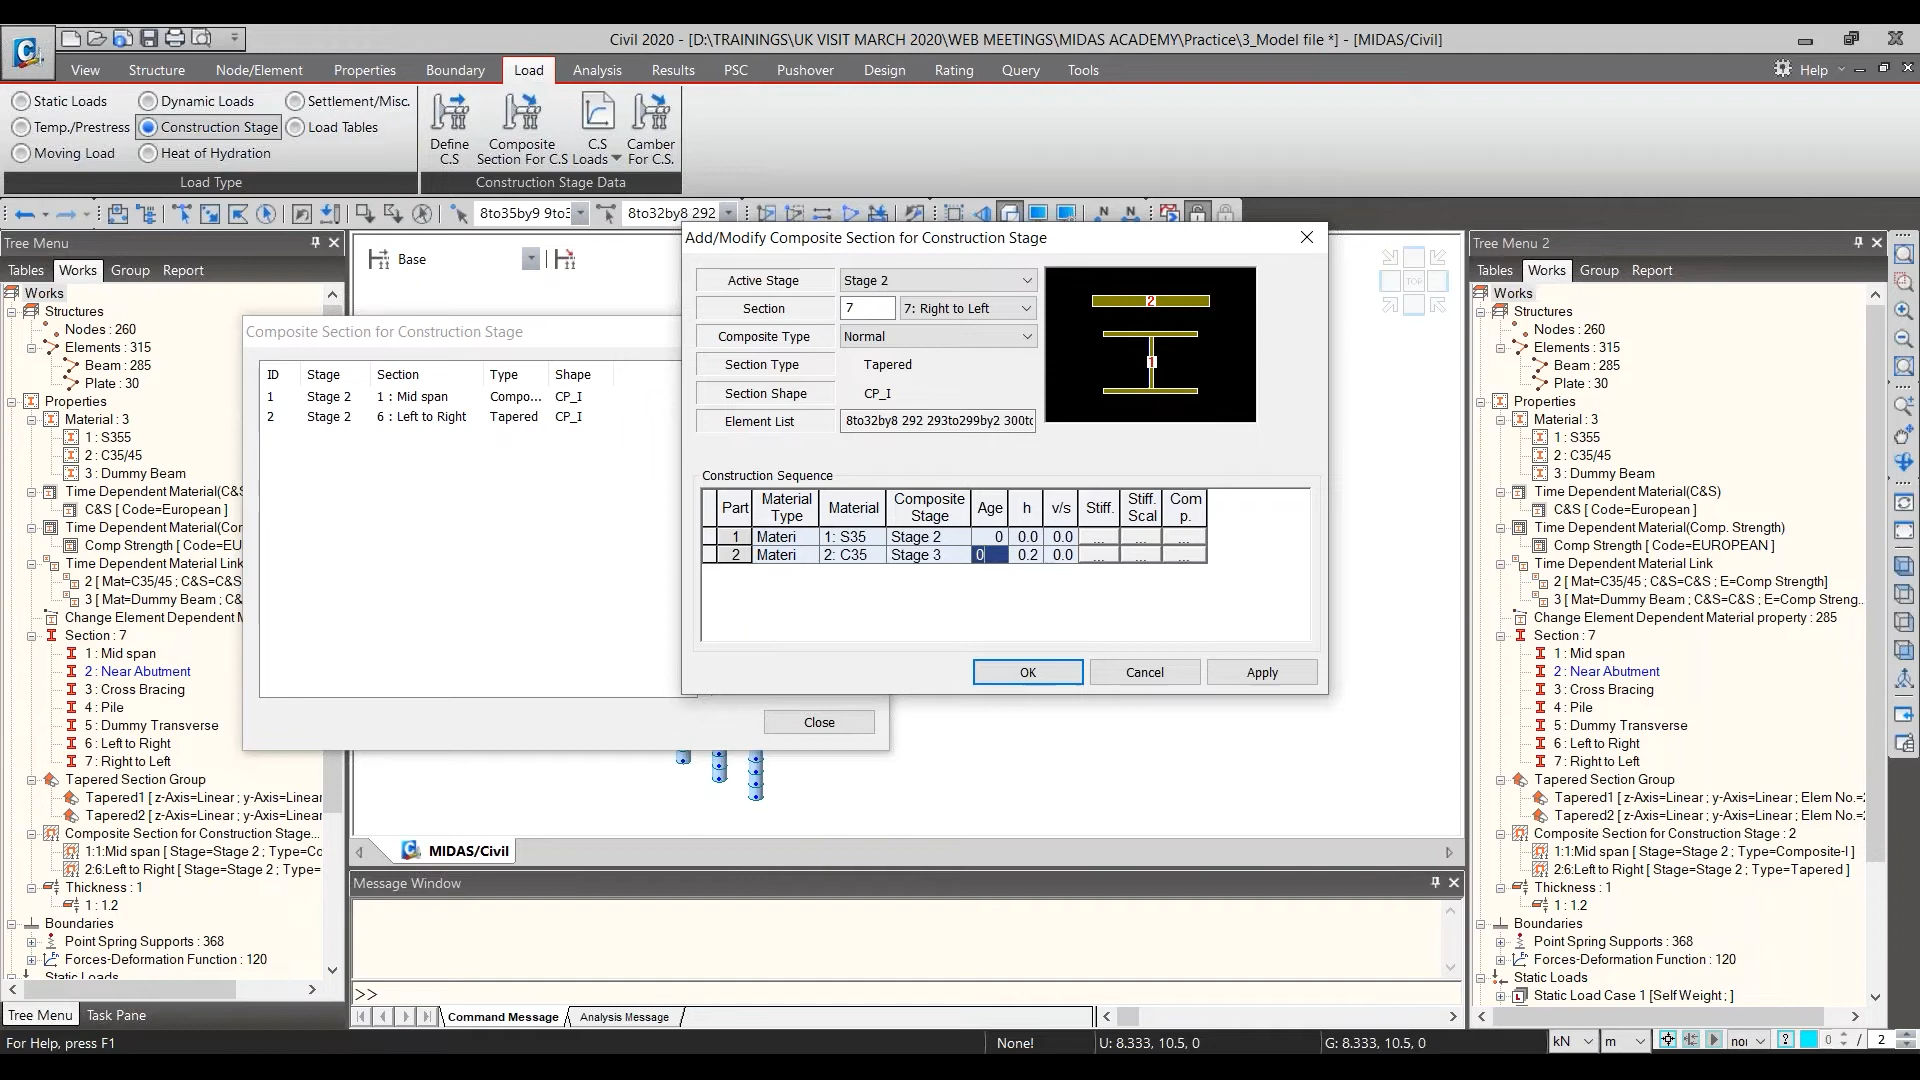 Civil 2020 - [D:\TRAININGS\UK VISIT MARCH 2020\WEB MEETINGS\MIDAS ACADEMY\Practice\3_Model file *] - [MIDAS/Civil]
View Structure Node/Element Properties Boundary Load Analysis Results PSC Pushover Design Rating Query Tools Help
Static Loads Dynamic Loads Settlement/Misc.
Temp./Prestress Construction Stage Load Tables
Moving Load Heat of Hydration
Load Type
Define C.S
Composite Section For C.S
C.S Loads
Camber For C.S.
Construction Stage Data
8to35by9 9to3 8to32by8 292
Tree Menu
Tables Works Group Report
Works
Structures
Nodes : 260
Elements : 315
Beam : 285
Plate : 30
Properties
Material : 3
1 : S355
2 : C35/45
3 : Dummy Beam
Time Dependent Material(C&S
C&S [ Code=European ]
Time Dependent Material(Cor
Comp Strength [ Code=EU
Time Dependent Material Link
2 [ Mat=C35/45 ; C&S=C&S
3 [ Mat=Dummy Beam ; C&
Change Element Dependent M
Section : 7
1 : Mid span
2 : Near Abutment
3 : Cross Bracing
4 : Pile
5 : Dummy Transverse
6 : Left to Right
7 : Right to Left
Tapered Section Group
Tapered1 [ z-Axis=Linear ; y-Axis=Linear
Tapered2 [ z-Axis=Linear ; y-Axis=Linear
Composite Section for Construction Stage...
1:1:Mid span [ Stage=Stage 2 ; Type=Co
2:6:Left to Right [ Stage=Stage 2 ; Type=
Thickness : 1
1 : 1.2
Boundaries
Point Spring Supports : 368
Forces-Deformation Function : 120
Static Loads
Tree Menu Task Pane
Base
Composite Section for Construction Stage
ID Stage Section Type Shape
1 Stage 2 1 : Mid span Compo... CP_I
2 Stage 2 6 : Left to Right Tapered CP_I
Close
Add/Modify Composite Section for Construction Stage
Active Stage Stage 2
Section 7 7: Right to Left
Composite Type Normal
Section Type Tapered
Section Shape CP_I
Element List 8to32by8 292 293to299by2 300tc
2
1
Construction Sequence
Part Material Type Material Composite Stage Age h v/s Stiff. Stiff. Scal Com p.
1 Materi 1: S35 Stage 2 0 0.0 0.0 ... ... ...
2 Materi 2: C35 Stage 3 0 0.2 0.0 ... ... ...
OK Cancel Apply
TOP
MIDAS/Civil
Message Window
>>
Command Message Analysis Message
Tree Menu 2
Tables Works Group Report
Works
Structures
Nodes : 260
Elements : 315
Beam : 285
Plate : 30
Properties
Material : 3
1 : S355
2 : C35/45
3 : Dummy Beam
Time Dependent Material(C&S)
C&S [ Code=European ]
Time Dependent Material(Comp. Strength)
Comp Strength [ Code=EUROPEAN ]
Time Dependent Material Link
2 [ Mat=C35/45 ; C&S=C&S ; E=Comp Strength]
3 [ Mat=Dummy Beam ; C&S=C&S ; E=Comp Streng...
Change Element Dependent Material property : 285
Section : 7
1 : Mid span
2 : Near Abutment
3 : Cross Bracing
4 : Pile
5 : Dummy Transverse
6 : Left to Right
7 : Right to Left
Tapered Section Group
Tapered1 [ z-Axis=Linear ; y-Axis=Linear ; Elem No.=
Tapered2 [ z-Axis=Linear ; y-Axis=Linear ; Elem No.=
Composite Section for Construction Stage : 2
1:1:Mid span [ Stage=Stage 2 ; Type=Composite-I ]
2:6:Left to Right [ Stage=Stage 2 ; Type=Tapered ]
Thickness : 1
1 : 1.2
Boundaries
Point Spring Supports : 368
Forces-Deformation Function : 120
Static Loads
Static Load Case 1 [Self Weight ; ]
For Help, press F1 None! U: 8.333, 10.5, 0 G: 8.333, 10.5, 0 kN m nor 0 / 2